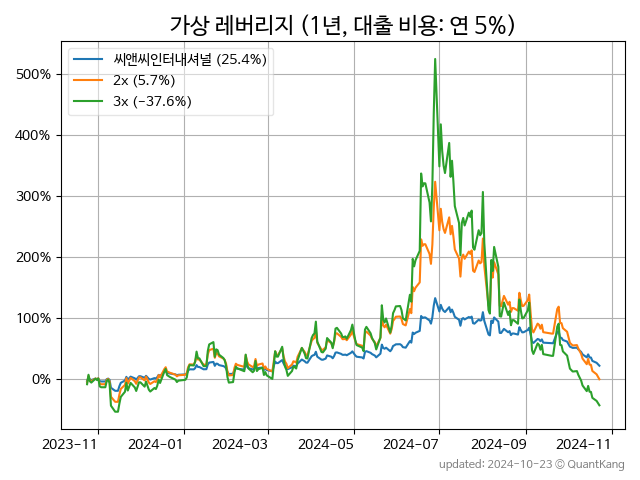 가상 레버리지 (1년, 대출 비용: 연 5%)
씨앤씨인터내셔널 (25.4%)
2x (5.7%)
3x (-37.6%)
500%
400%
300%
200%
100%
0%
2023-11 2024-01 2024-03 2024-05 2024-07 2024-09 2024-11
updated: 2024-10-23 © QuantKang